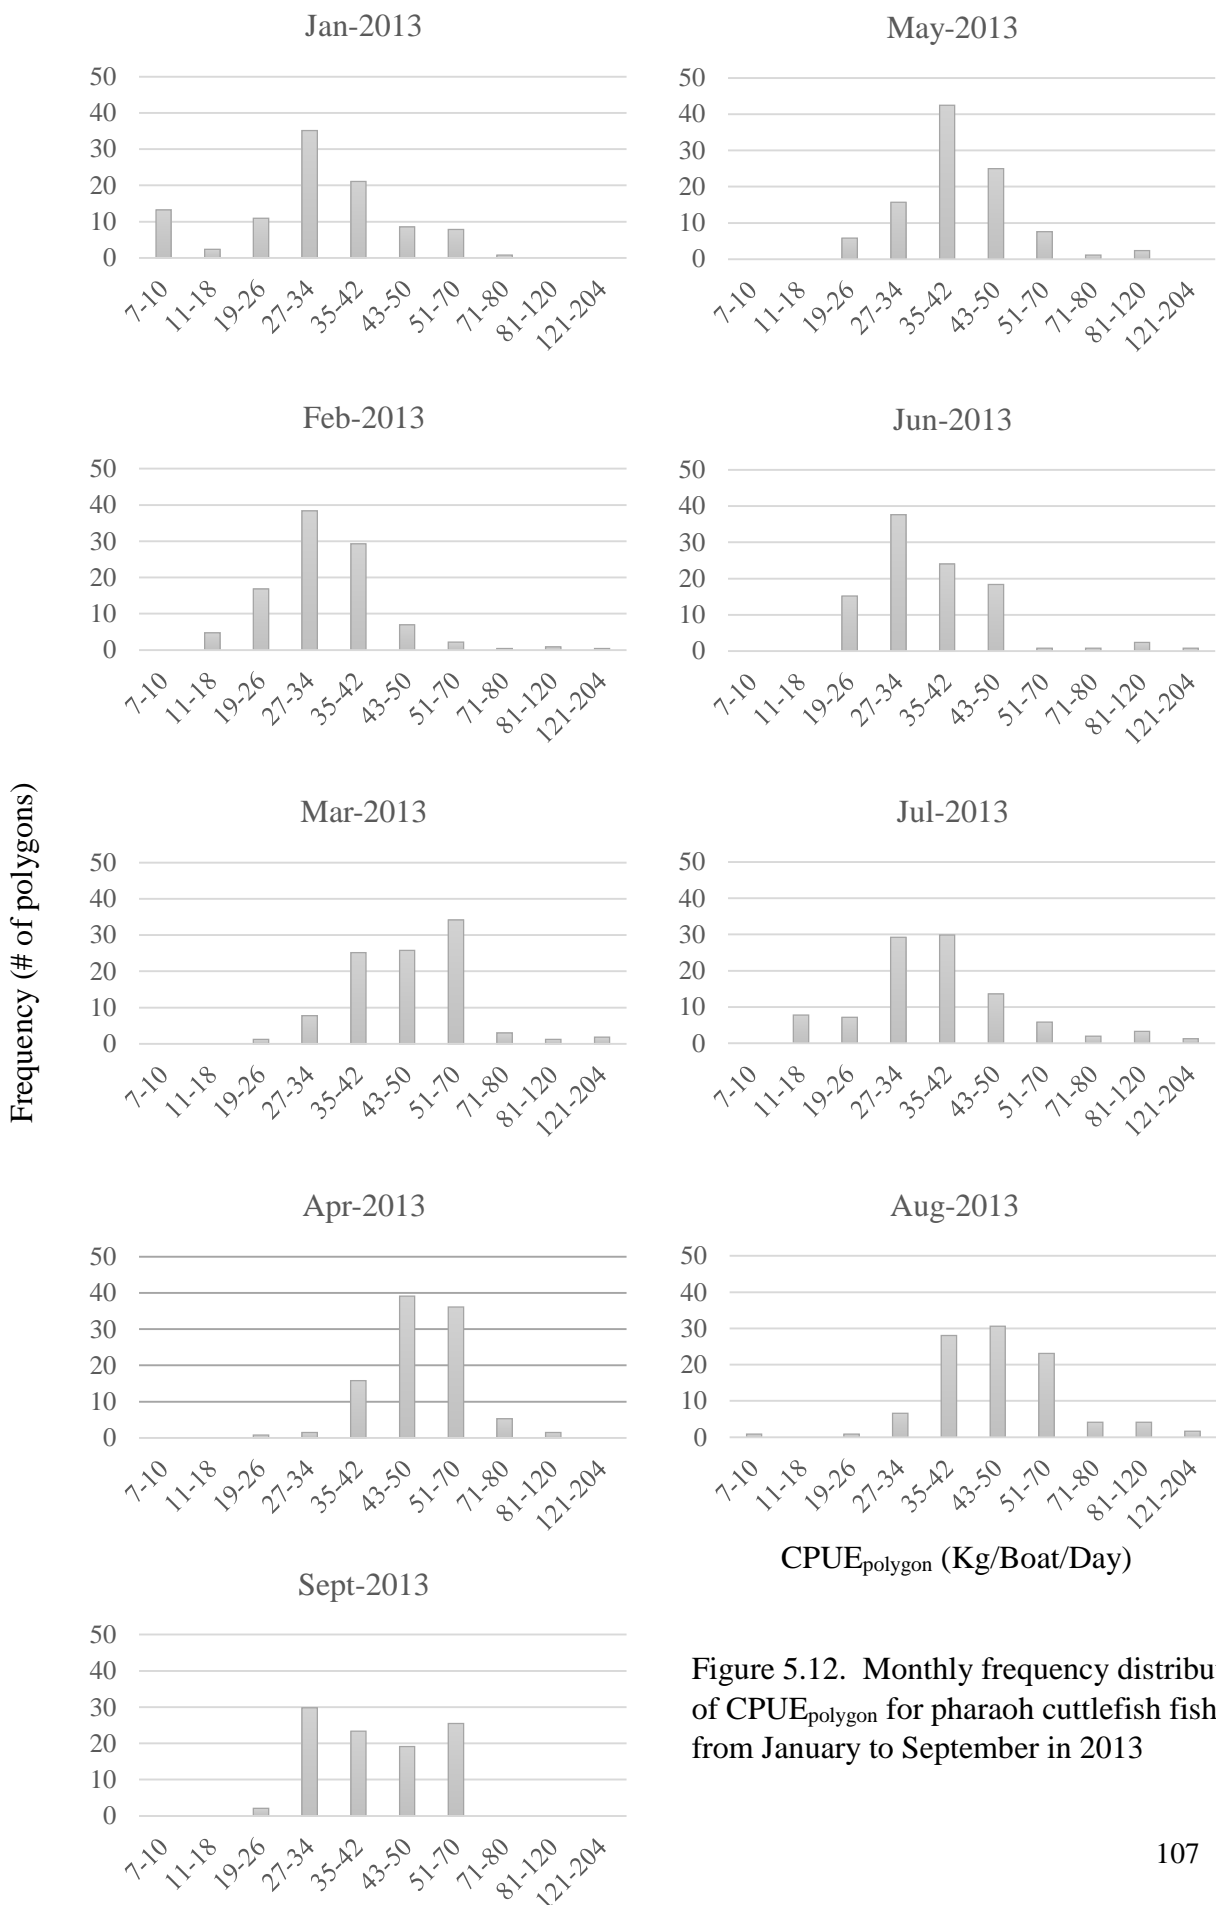 Jan-2013
50
40
30
20
10
0
7-10 11-18 19-26 27-34 35-42 43-50 51-70 71-80 81-120 121-204
May-2013
50
40
30
20
10
0
7-10 11-18 19-26 27-34 35-42 43-50 51-70 71-80 81-120 121-204
Feb-2013
50
40
30
20
10
0
7-10 11-18 19-26 27-34 35-42 43-50 51-70 71-80 81-120 121-204
Jun-2013
50
40
30
20
10
0
7-10 11-18 19-26 27-34 35-42 43-50 51-70 71-80 81-120 121-204
Frequency (# of polygons)
Mar-2013
50
40
30
20
10
0
7-10 11-18 19-26 27-34 35-42 43-50 51-70 71-80 81-120 121-204
Jul-2013
50
40
30
20
10
0
7-10 11-18 19-26 27-34 35-42 43-50 51-70 71-80 81-120 121-204
Apr-2013
50
40
30
20
10
0
7-10 11-18 19-26 27-34 35-42 43-50 51-70 71-80 81-120 121-204
Aug-2013
50
40
30
20
10
0
7-10 11-18 19-26 27-34 35-42 43-50 51-70 71-80 81-120 121-204
CPUEpolygon (Kg/Boat/Day)
Sept-2013
50
40
30
20
10
0
7-10 11-18 19-26 27-34 35-42 43-50 51-70 71-80 81-120 121-204
Figure 5.12. Monthly frequency distribu
of CPUEpolygon for pharaoh cuttlefish fish
from January to September in 2013
107